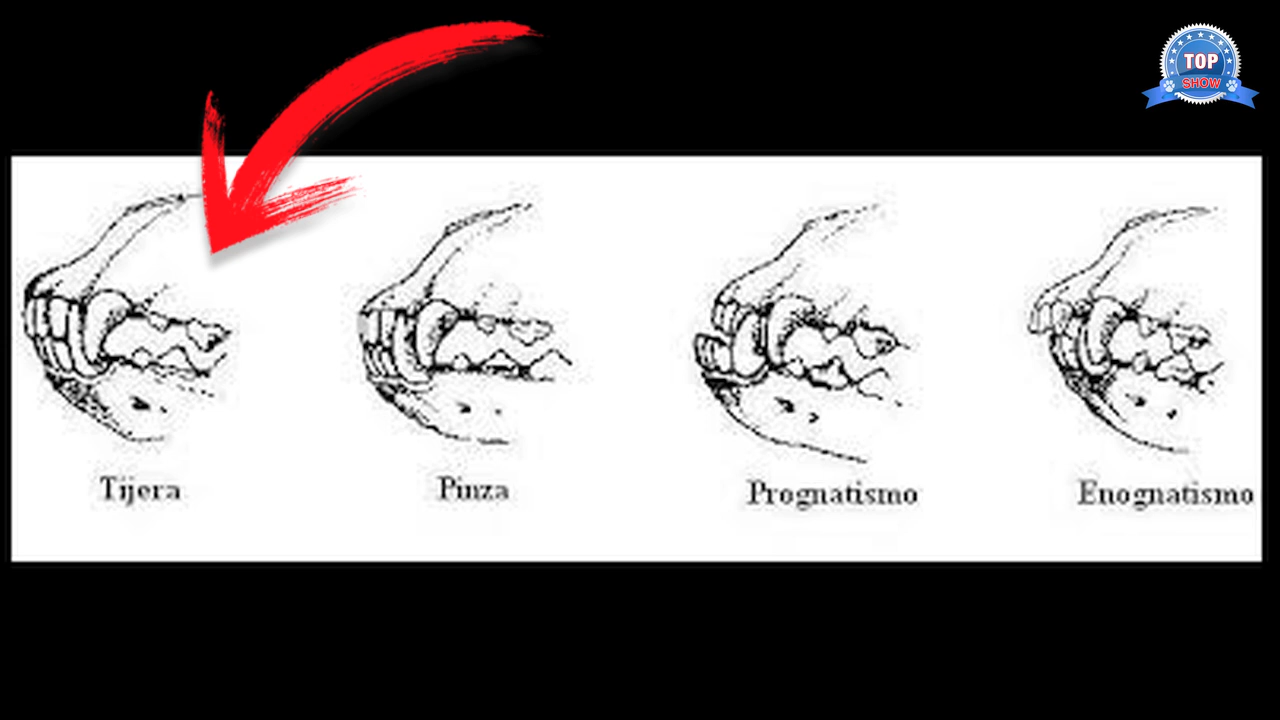 TOP
SHOW
Tijera
Pinza
Prognatismo
Enognatismo